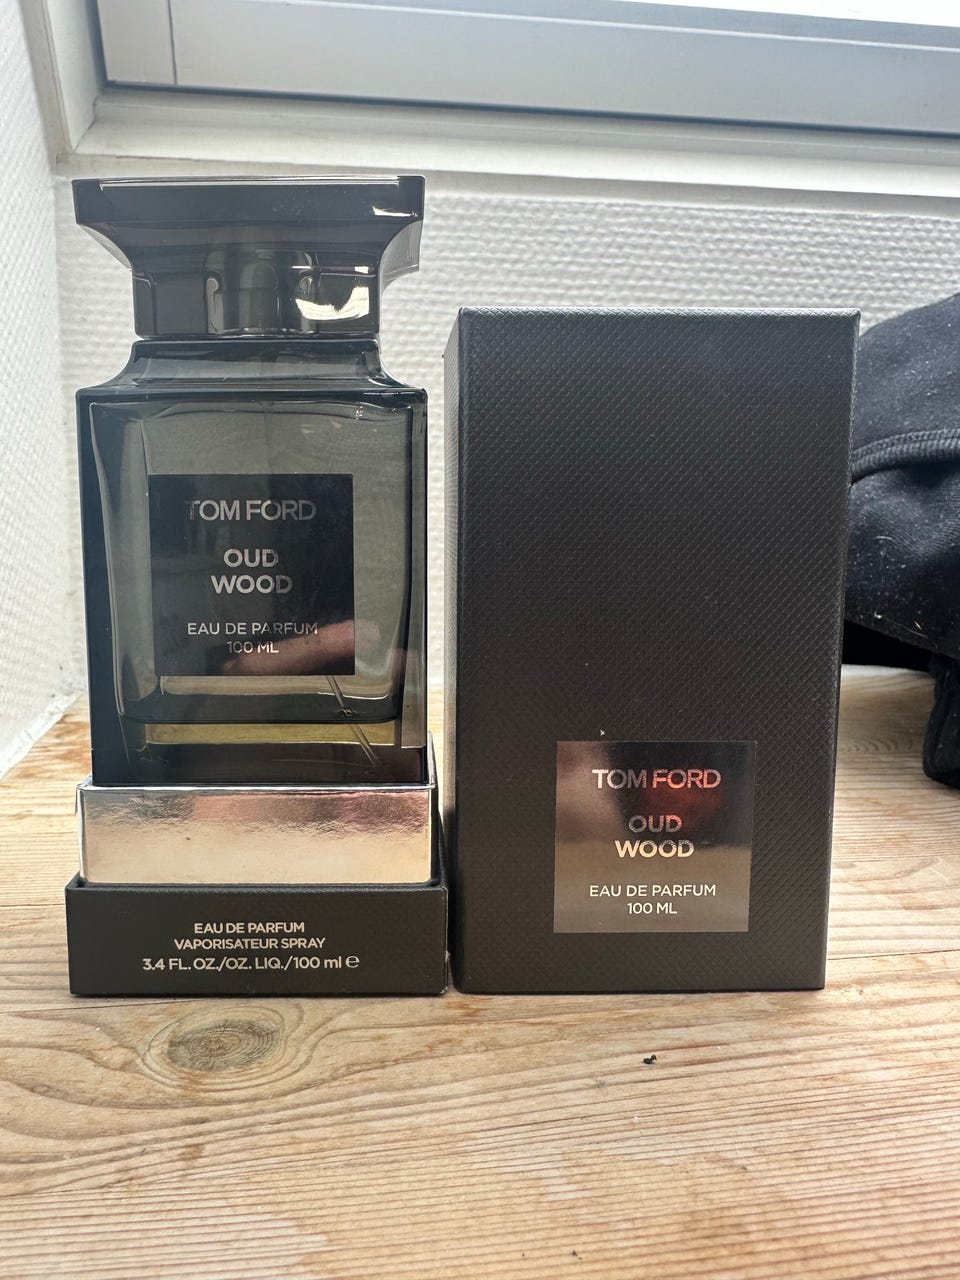 TOM FORD
OUD
WOOD
EAU DE PARFUM
100 ML
EAU DE PARFUM
VAPORISATEUR SPRAY
3.4 FL. OZ./OZ. LIQ./100 ml ℮
TOM FORD
OUD
WOOD
EAU DE PARFUM
100 ML